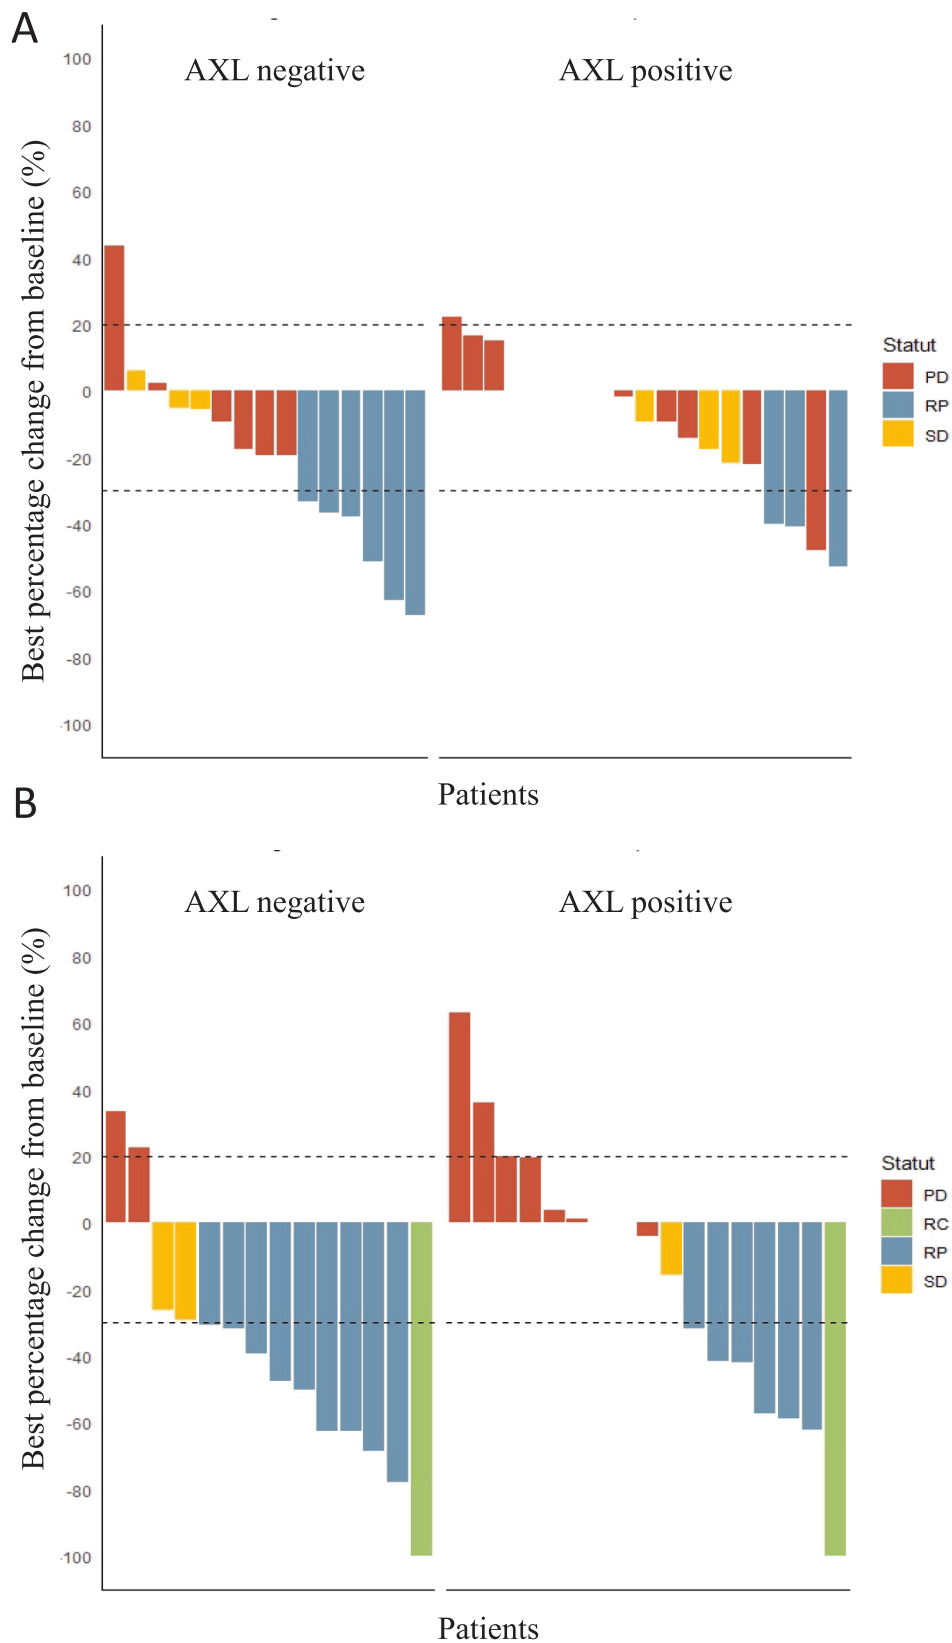 A
AXL negative
AXL positive
Best percentage change from baseline (%)
100
80
60
40
20
0
-20
-40
-60
-80
-100
Statut
PD
RP
SD
Patients
B
AXL negative
AXL positive
Best percentage change from baseline (%)
100
80
60
40
20
0
-20
-40
-60
-80
-100
Statut
PD
RC
RP
SD
Patients